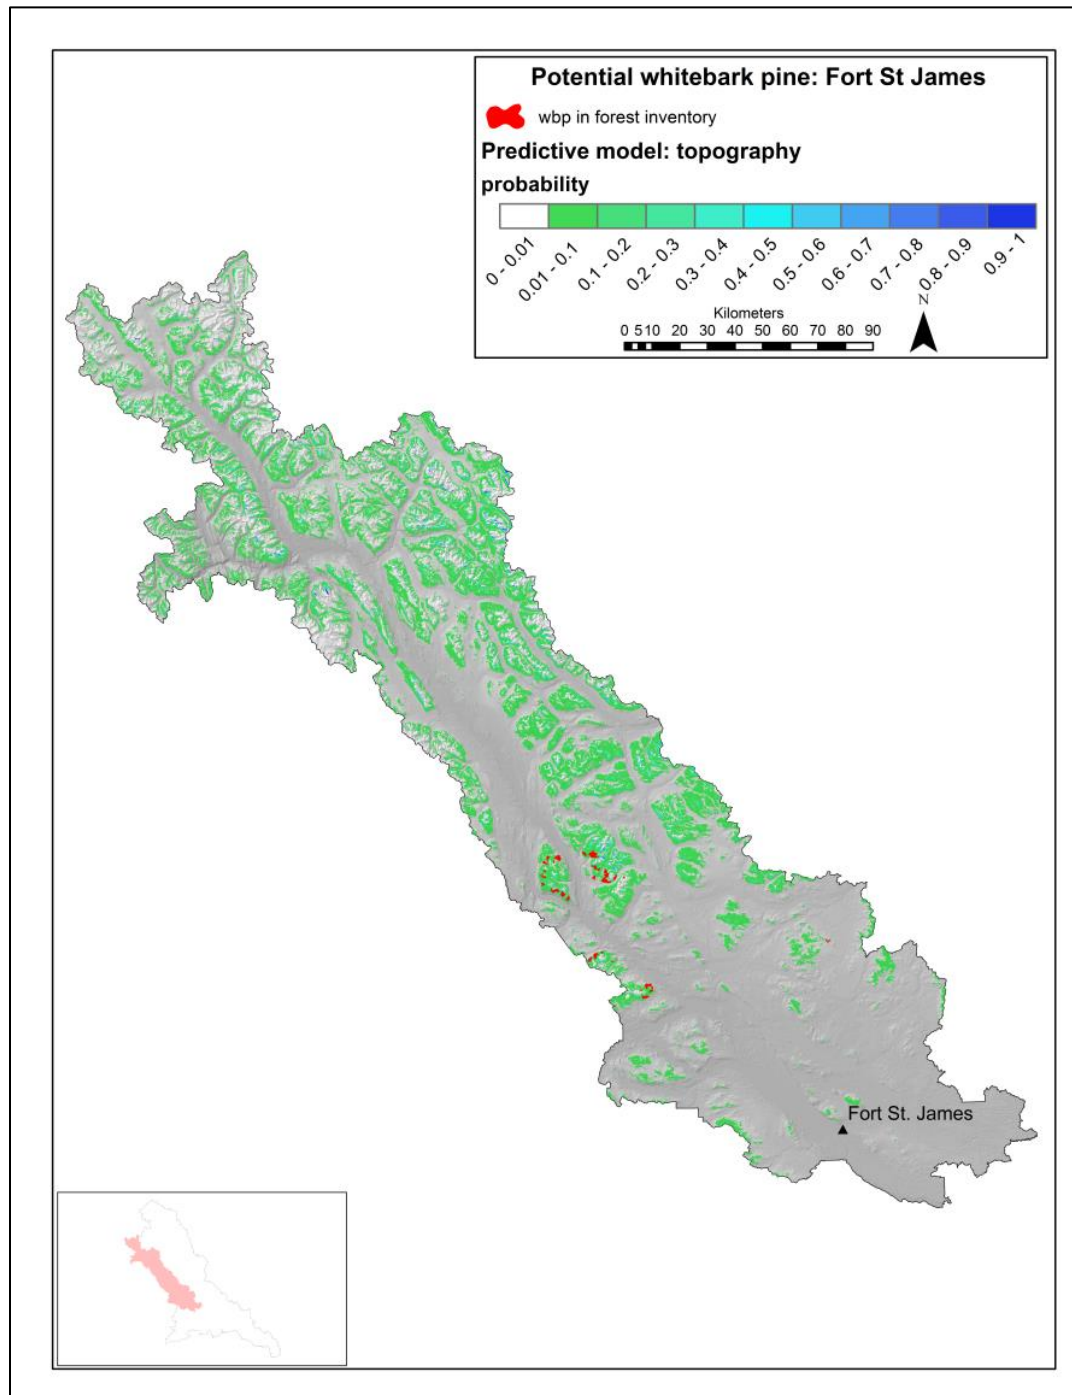 Potential whitebark pine: Fort St James
wbp in forest inventory
Predictive model: topography
probability
0 - 0.01
0.01 - 0.1
0.1 - 0.2
0.2 - 0.3
0.3 - 0.4
0.4 - 0.5
0.5 - 0.6
0.6 - 0.7
0.7 - 0.8
0.8 - 0.9
0.9 - 1
N
Kilometers
0 5 10 20 30 40 50 60 70 80 90
Fort St. James